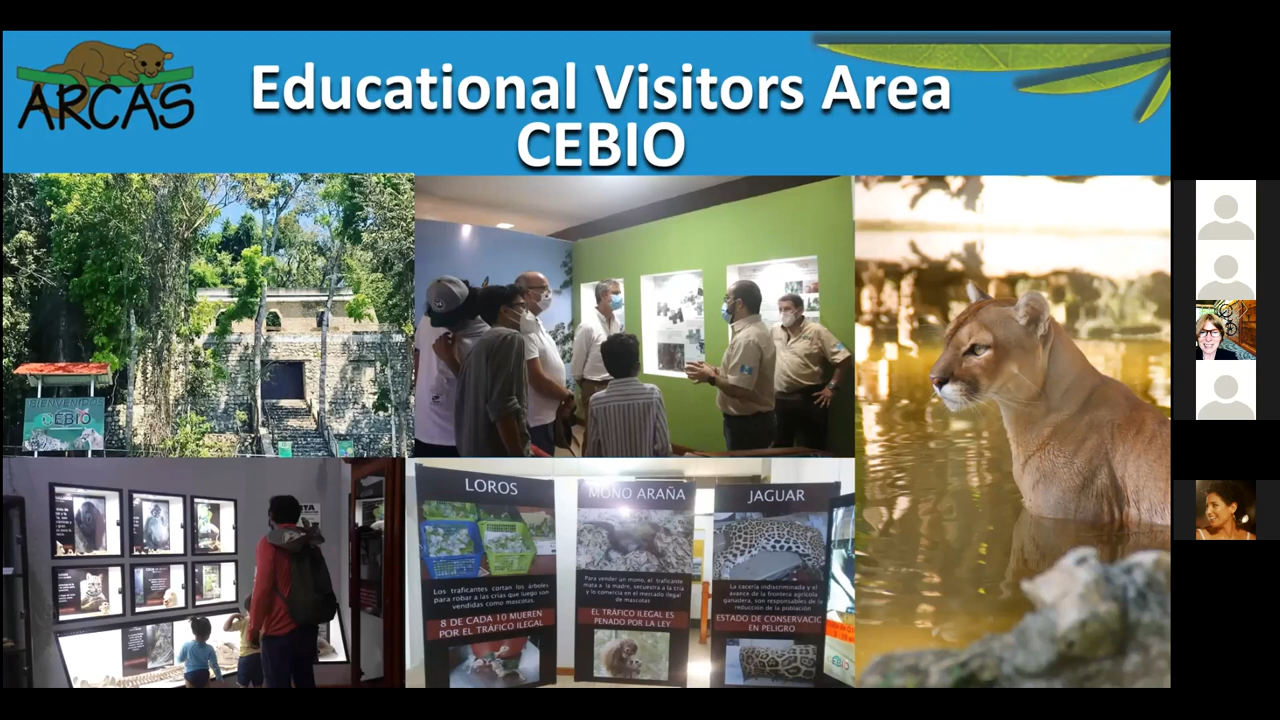 ARCAS
Educational Visitors Area
CEBIO
BIENVENIDOS
CEBIO
LOROS
Los traficantes cortan los árboles
para robar a las crías que luego son
vendidas como mascotas.
8 DE CADA 10 MUEREN
POR EL TRÁFICO ILEGAL
MONO ARAÑA
Para vender un mono, el traficante
mata a la madre, secuestra a la cría
y lo comercia en el mercado ilegal
de mascotas
EL TRÁFICO ILEGAL ES
PENADO POR LA LEY
JAGUAR
La cacería indiscriminada y el
avance de la frontera agrícola
ganadera, son responsables de la
reducción de la población
ESTADO DE CONSERVACIC
EN PELIGRO
CEBIO